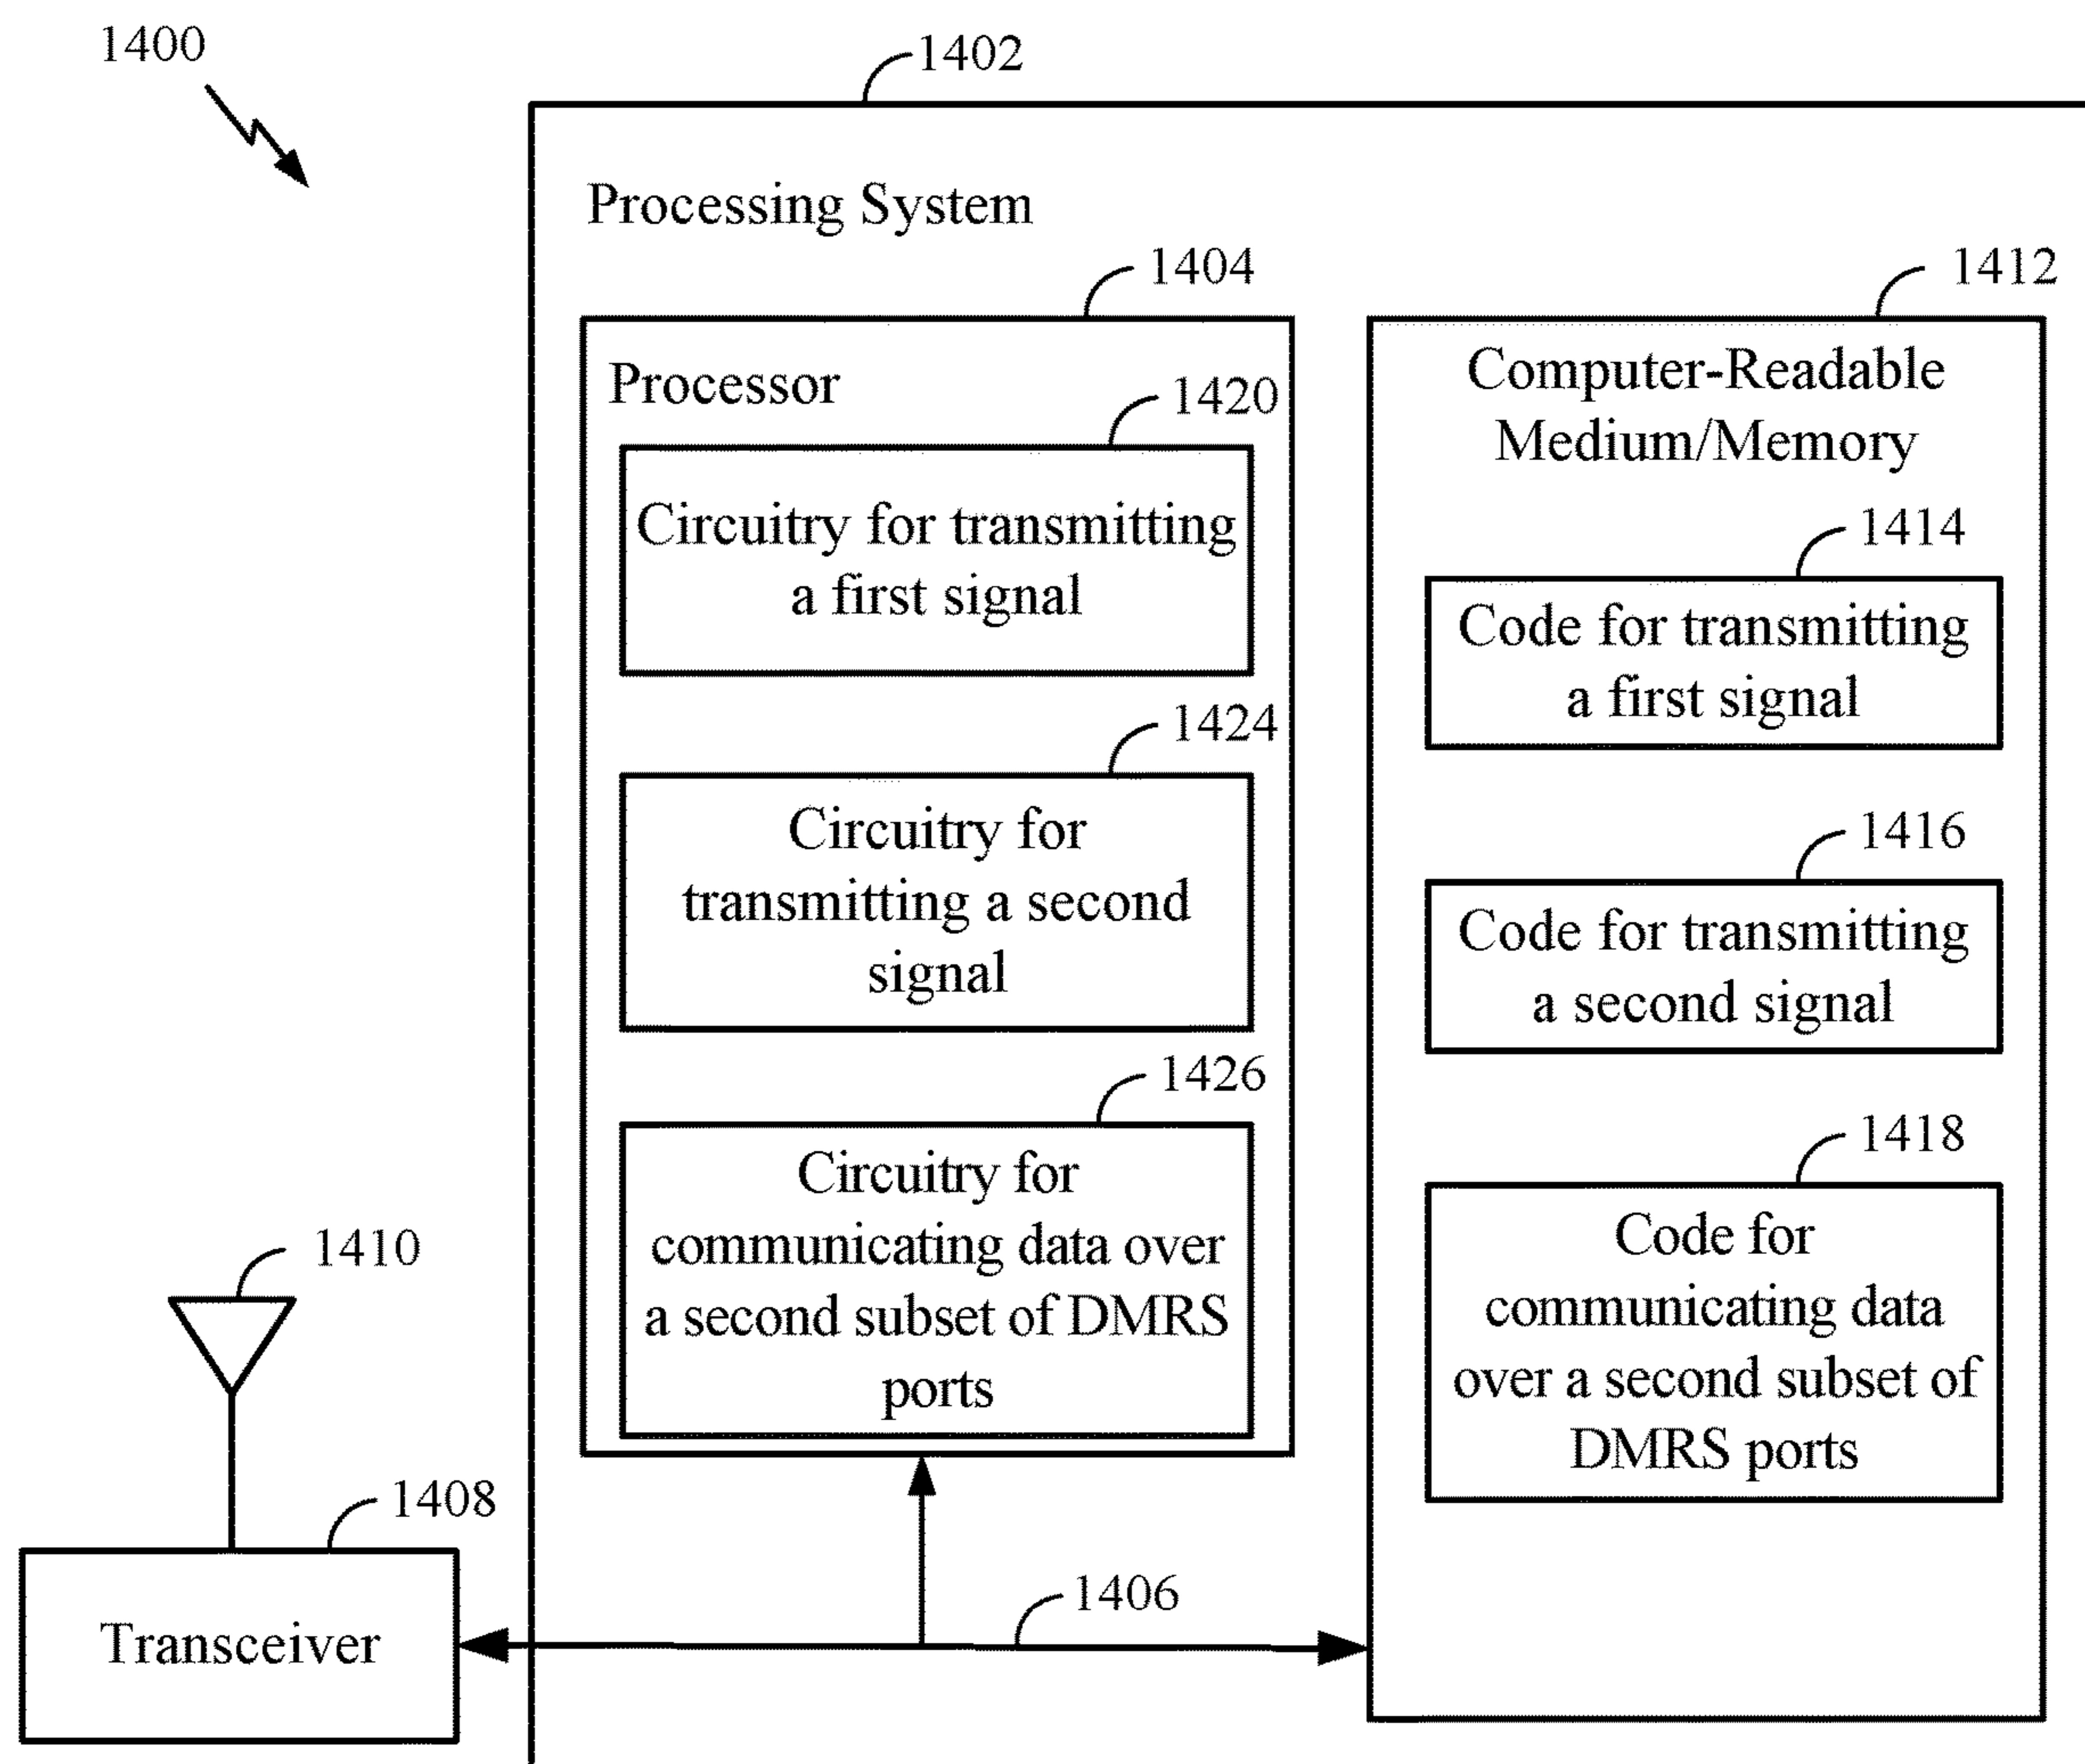 1400
1402
Processing System
1404
1412
Processor
1420
Circuitry for transmitting
a first signal
1424
Circuitry for
transmitting a second
signal
1426
Circuitry for
communicating data over
a second subset of DMRS
ports
Computer-Readable
Medium/Memory
1414
Code for transmitting
a first signal
1416
Code for transmitting
a second signal
1418
Code for
communicating data
over a second subset of
DMRS ports
1410
1408
Transceiver
1406